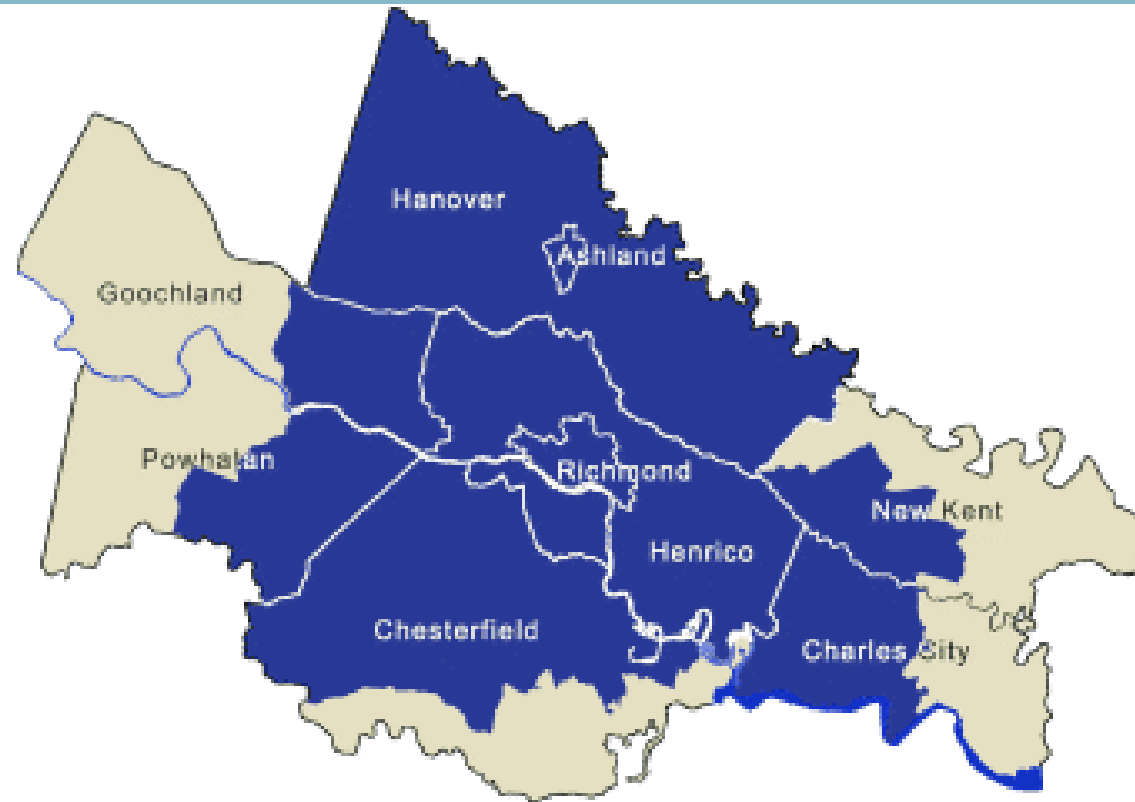 Hanover
Ashland
Goochland
Powhatan
Richmond
New Kent
Henrico
Chesterfield
Charles City